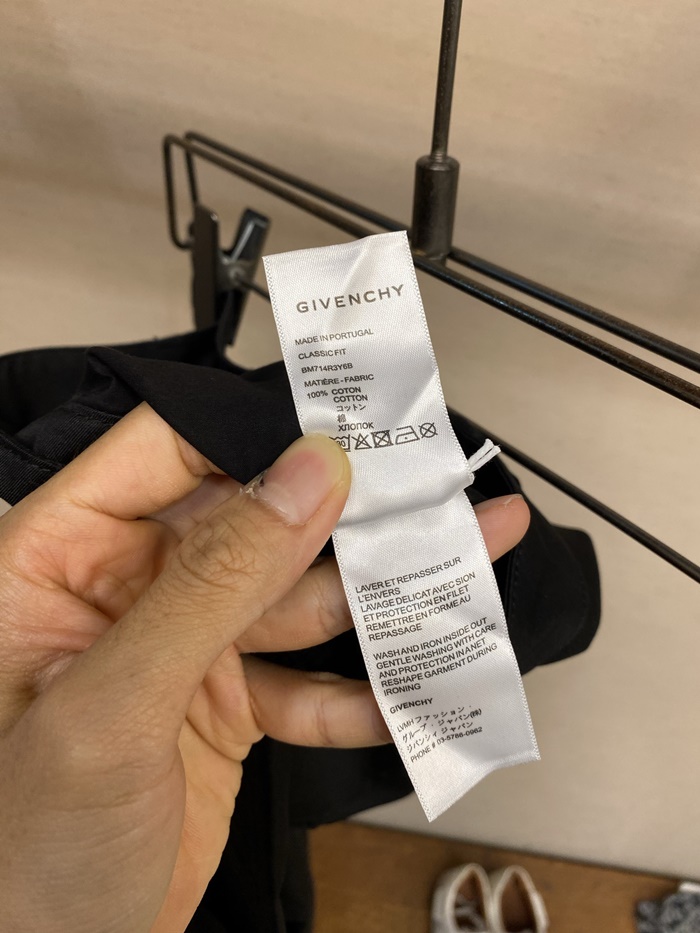 GIVENCHY
MADE IN PORTUGAL
CLASSIC FIT
BM714R3Y6B
MATIÈRE - FABRIC
100% COTON
COTTON
コットン
棉
ХЛОПОК
LAVER ET REPASSER SUR
L'ENVERS
LAVAGE DELICAT AVEC SION
ET PROTECTION EN FILET
REMETTRE EN FORME AU
REPASSAGE
WASH AND IRON INSIDE OUT
GENTLE WASHING WITH CARE
AND PROTECTION IN A NET
RESHAPE GARMENT DURING
IRONING
GIVENCHY
LVMH ファッション・
グループ・ジャパン(株)
ジバンシィ ジャパン
PHONE # 03-5788-0962